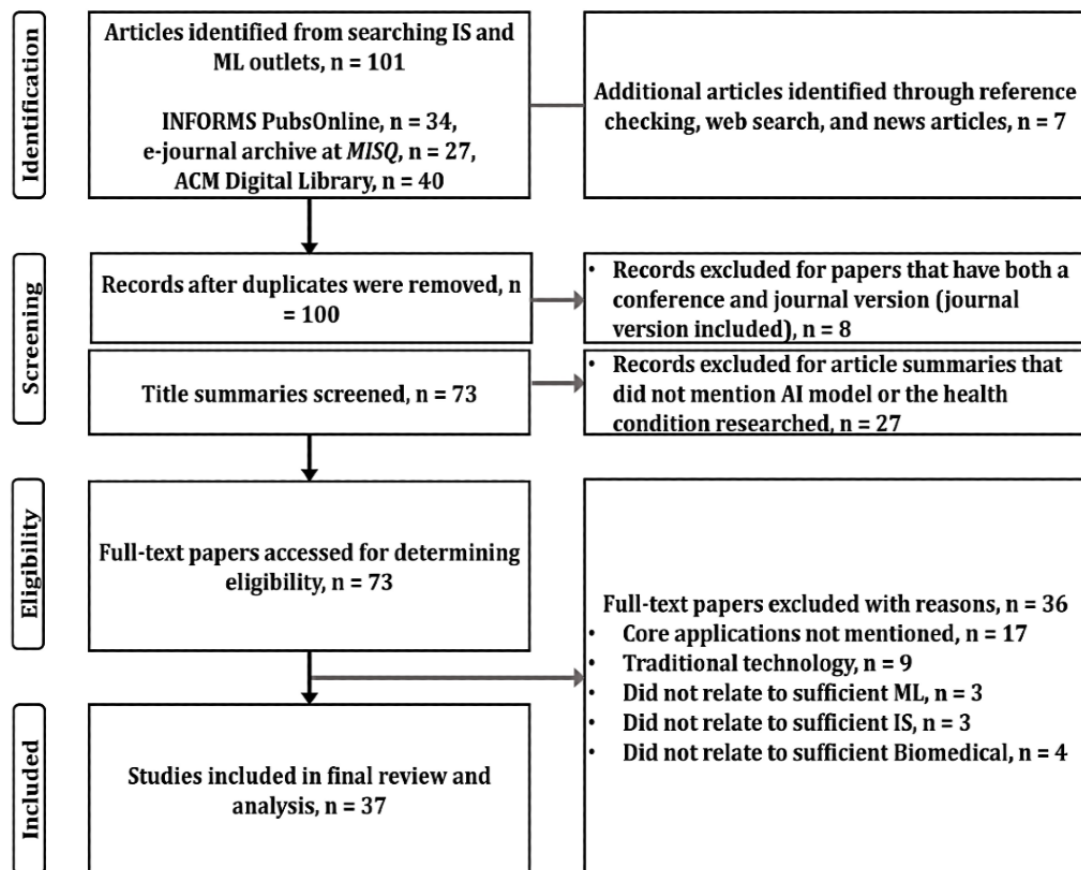 Identification
Articles identified from searching IS and
ML outlets, n = 101
INFORMS PubsOnline, n = 34,
e-journal archive at MISQ, n = 27,
ACM Digital Library, n = 40
Additional articles identified through reference
checking, web search, and news articles, n = 7
Screening
Records after duplicates were removed, n
= 100
• Records excluded for papers that have both a
conference and journal version (journal
version included), n = 8
Title summaries screened, n = 73
• Records excluded for article summaries that
did not mention AI model or the health
condition researched, n = 27
Eligibility
Full-text papers accessed for determining
eligibility, n = 73
Full-text papers excluded with reasons, n = 36
• Core applications not mentioned, n = 17
• Traditional technology, n = 9
• Did not relate to sufficient ML, n = 3
• Did not relate to sufficient IS, n = 3
• Did not relate to sufficient Biomedical, n = 4
Included
Studies included in final review and
analysis, n = 37